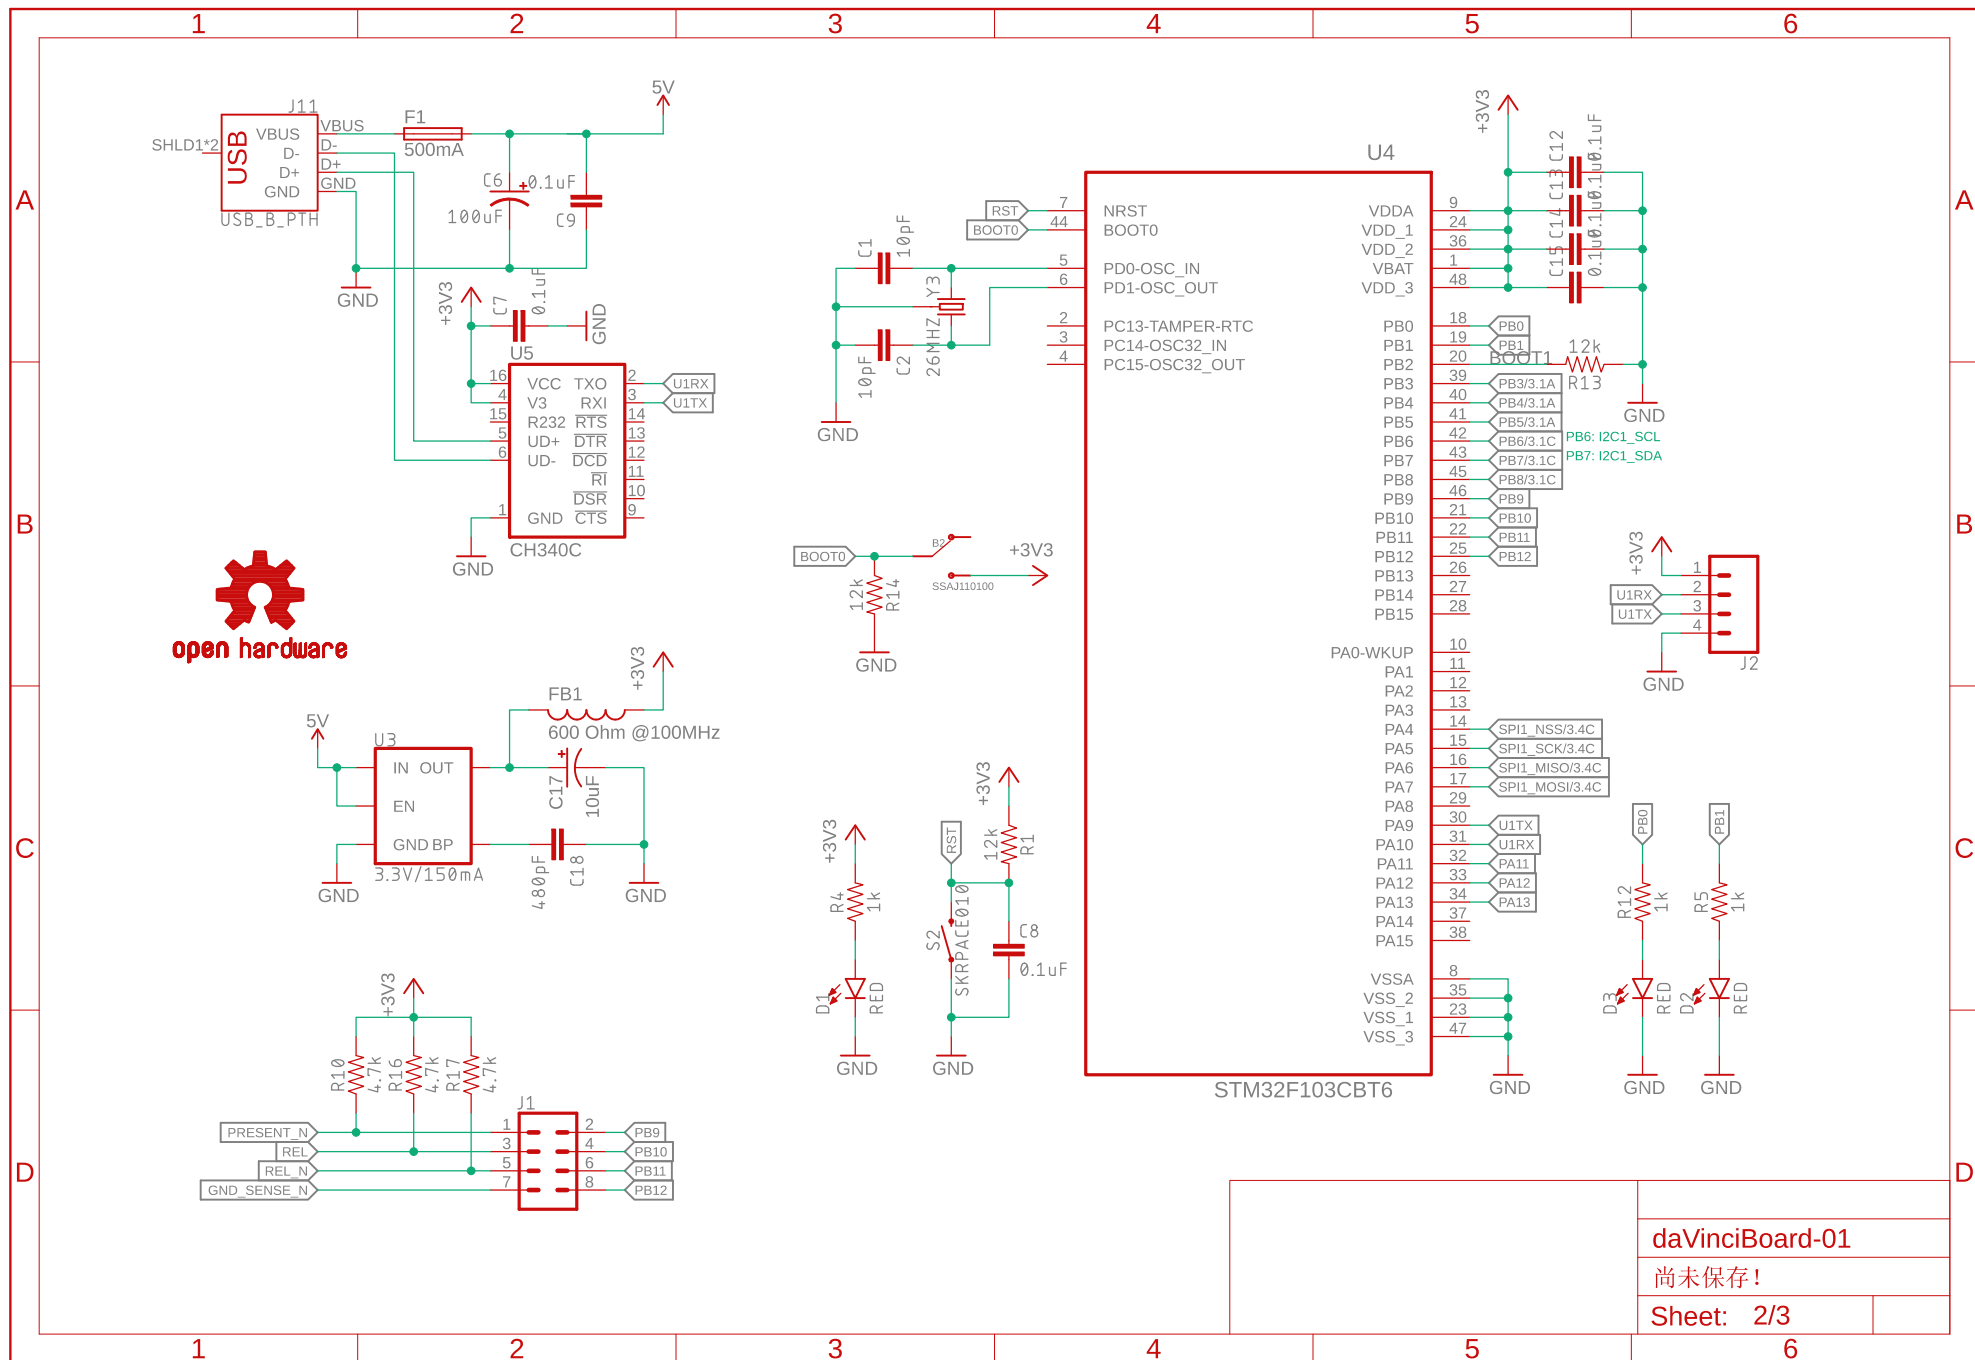 1 2 3 4 5 6
A
B
C
D
A
B
C
D
1 2 3 4 5 6
J11
USB
VBUS
D-
D+
GND
VBUS
D-
D+
GND
SHLD1*2
USB_B_PTH
F1
500mA
5V
C6
+
100uF
0.1uF
C9
GND
+3V3
C7
0.1uF
GND
U5
16 VCC TXO 2
4 V3 RXI 3
15 R232 RTS 14
5 UD+ DTR 13
6 UD- DCD 12
RI 11
DSR 10
1 GND CTS 9
CH340C
U1RX
U1TX
GND
open hardware
5V
U3
IN OUT
EN
GND BP
3.3V/150mA
GND
FB1
600 Ohm @100MHz
+3V3
+
C17
10uF
480pF
C18
GND
+3V3
R10
4.7k
R16
4.7k
R17
4.7k
J1
PRESENT_N 1 2 PB9
REL 3 4 PB10
REL_N 5 6 PB11
GND_SENSE_N 7 8 PB12
C1
10pF
Y3
26MHZ
10pF
C2
GND
BOOT0
12k
R14
GND
B2
SSAJ110100
+3V3
+3V3
R4
1k
D1
RED
GND
RST
+3V3
12k
R1
S2
SKRPACE010
C8
0.1uF
GND
U4
RST 7 NRST
BOOT0 44 BOOT0
5 PD0-OSC_IN
6 PD1-OSC_OUT
2 PC13-TAMPER-RTC
3 PC14-OSC32_IN
4 PC15-OSC32_OUT
VDDA 9
VDD_1 24
VDD_2 36
VBAT 1
VDD_3 48
PB0 18 PB0
PB1 19 PB1
PB2 20 BOOT1
PB3 39 PB3/3.1A
PB4 40 PB4/3.1A
PB5 41 PB5/3.1A
PB6 42 PB6/3.1C
PB7 43 PB7/3.1C
PB8 45 PB8/3.1C
PB9 46 PB9
PB10 21 PB10
PB11 22 PB11
PB12 25 PB12
PB13 26
PB14 27
PB15 28
PA0-WKUP 10
PA1 11
PA2 12
PA3 13
PA4 14 SPI1_NSS/3.4C
PA5 15 SPI1_SCK/3.4C
PA6 16 SPI1_MISO/3.4C
PA7 17 SPI1_MOSI/3.4C
PA8 29
PA9 30 U1TX
PA10 31 U1RX
PA11 32 PA11
PA12 33 PA12
PA13 34 PA13
PA14 37
PA15 38
VSSA 8
VSS_2 35
VSS_1 23
VSS_3 47
STM32F103CBT6
GND
+3V3
C12
0.1uF
C13
0.1uF
C14
0.1uF
C15
0.1uF
12k
R13
GND
PB6: I2C1_SCL
PB7: I2C1_SDA
+3V3
1
U1RX 2
U1TX 3
4
J2
GND
PB0
R12
1k
D3
RED
GND
PB1
R5
1k
D2
RED
GND
daVinciBoard-01
尚未保存!
Sheet: 2/3